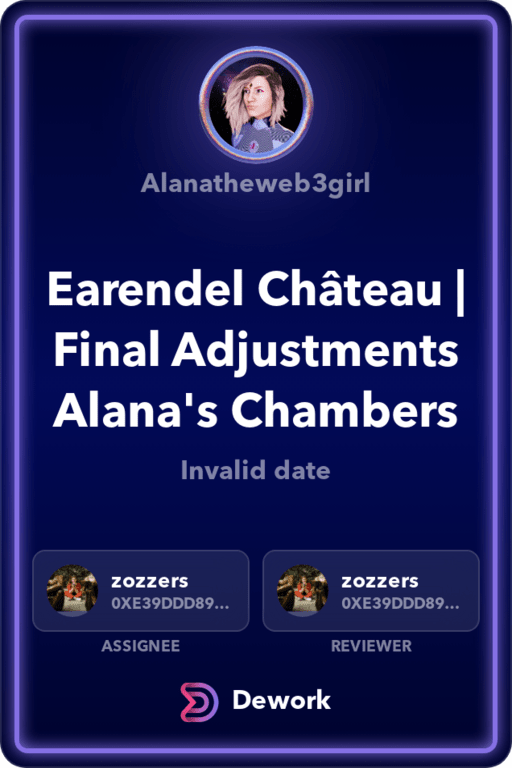 Alanatheweb3girl
Earendel Château |
Final Adjustments
Alana's Chambers
Invalid date
zozzers
0XE39DDD89...
ASSIGNEE
zozzers
0XE39DDD89...
REVIEWER
Dework